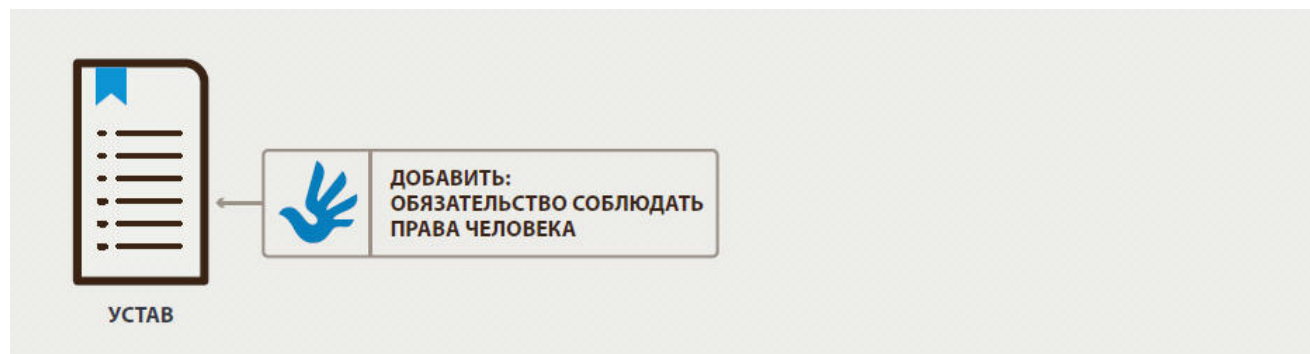 ДОБАВИТЬ:
ОБЯЗАТЕЛЬСТВО СОБЛЮДАТЬ
ПРАВА ЧЕЛОВЕКА
УСТАВ